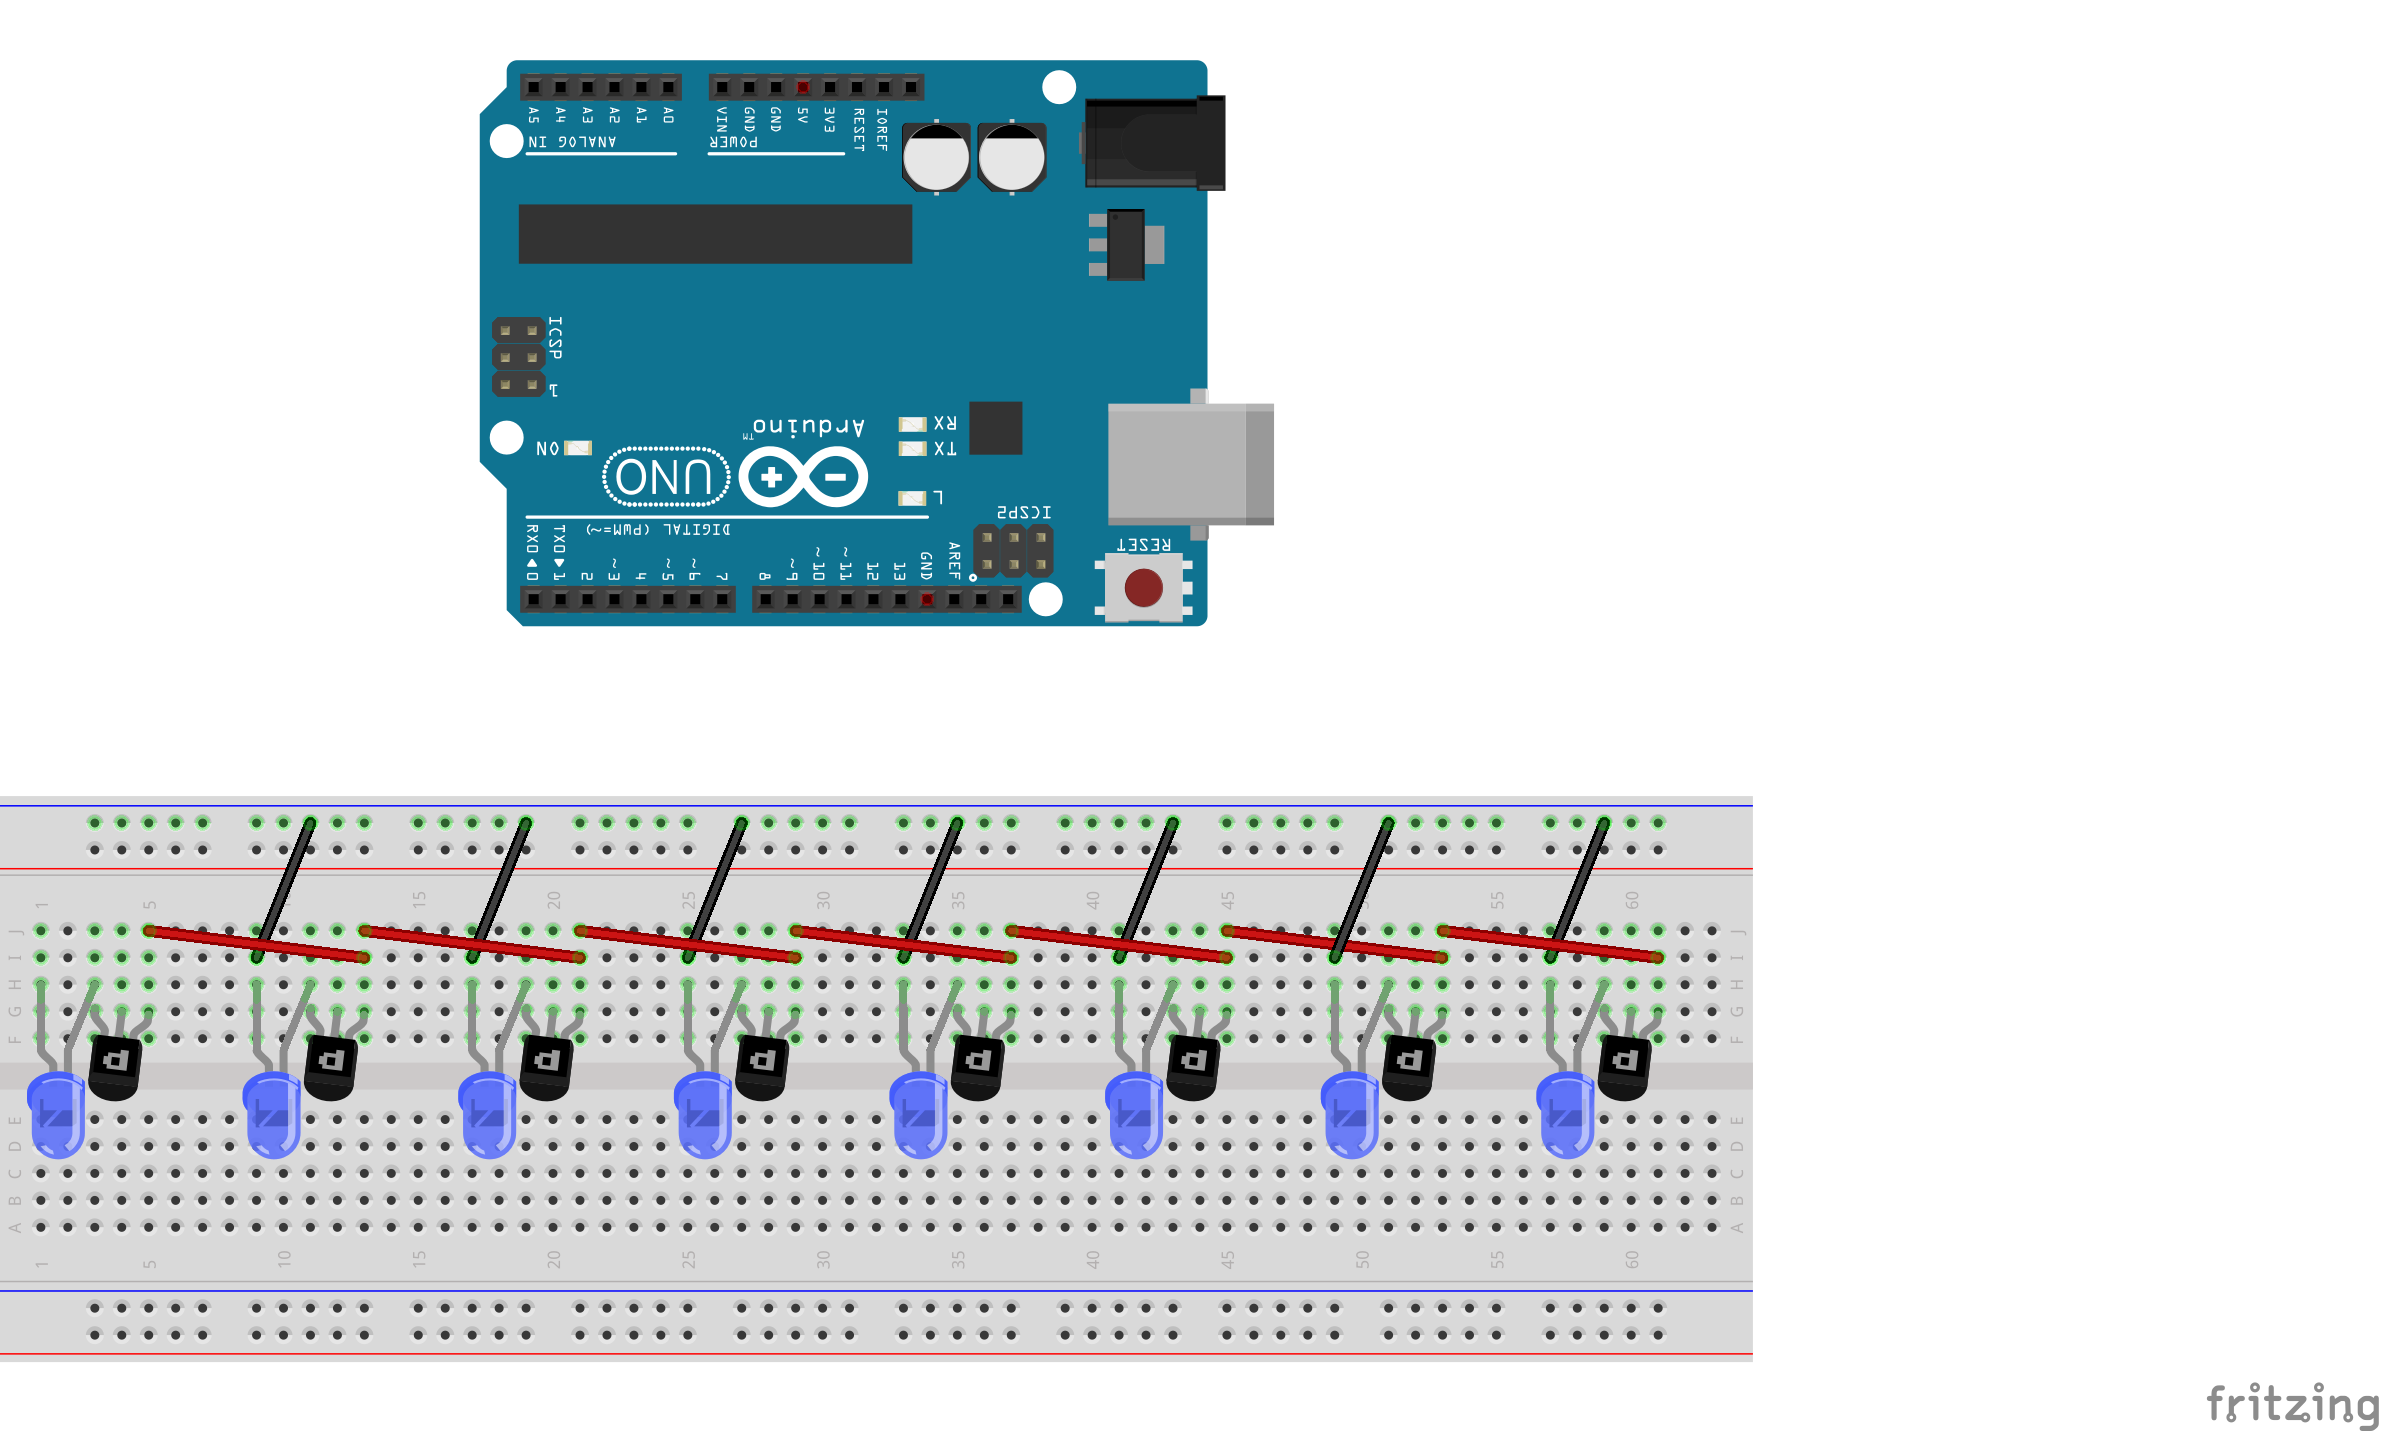 A5 A4 A3 A2 A1 A0
VIN GND GND 5V 3V3 RESET IOREF
ANALOG IN
POWER
ICSP
1
Arduino
TM
RX
TX
ON
UNO
L
ICSP2
DIGITAL (PWM=~)
RESET
RX0 TX0
0 1 2 ~3 4 ~5 ~6 7
8 ~9 ~10 ~11 12 13 GND AREF
1 5 15 20 25 30 35 40 45 55 60
J J
I I
H H
G G
F F
E E
D D
C C
B B
A A
1 5 10 15 20 25 30 35 40 45 50 55 60
fritzing